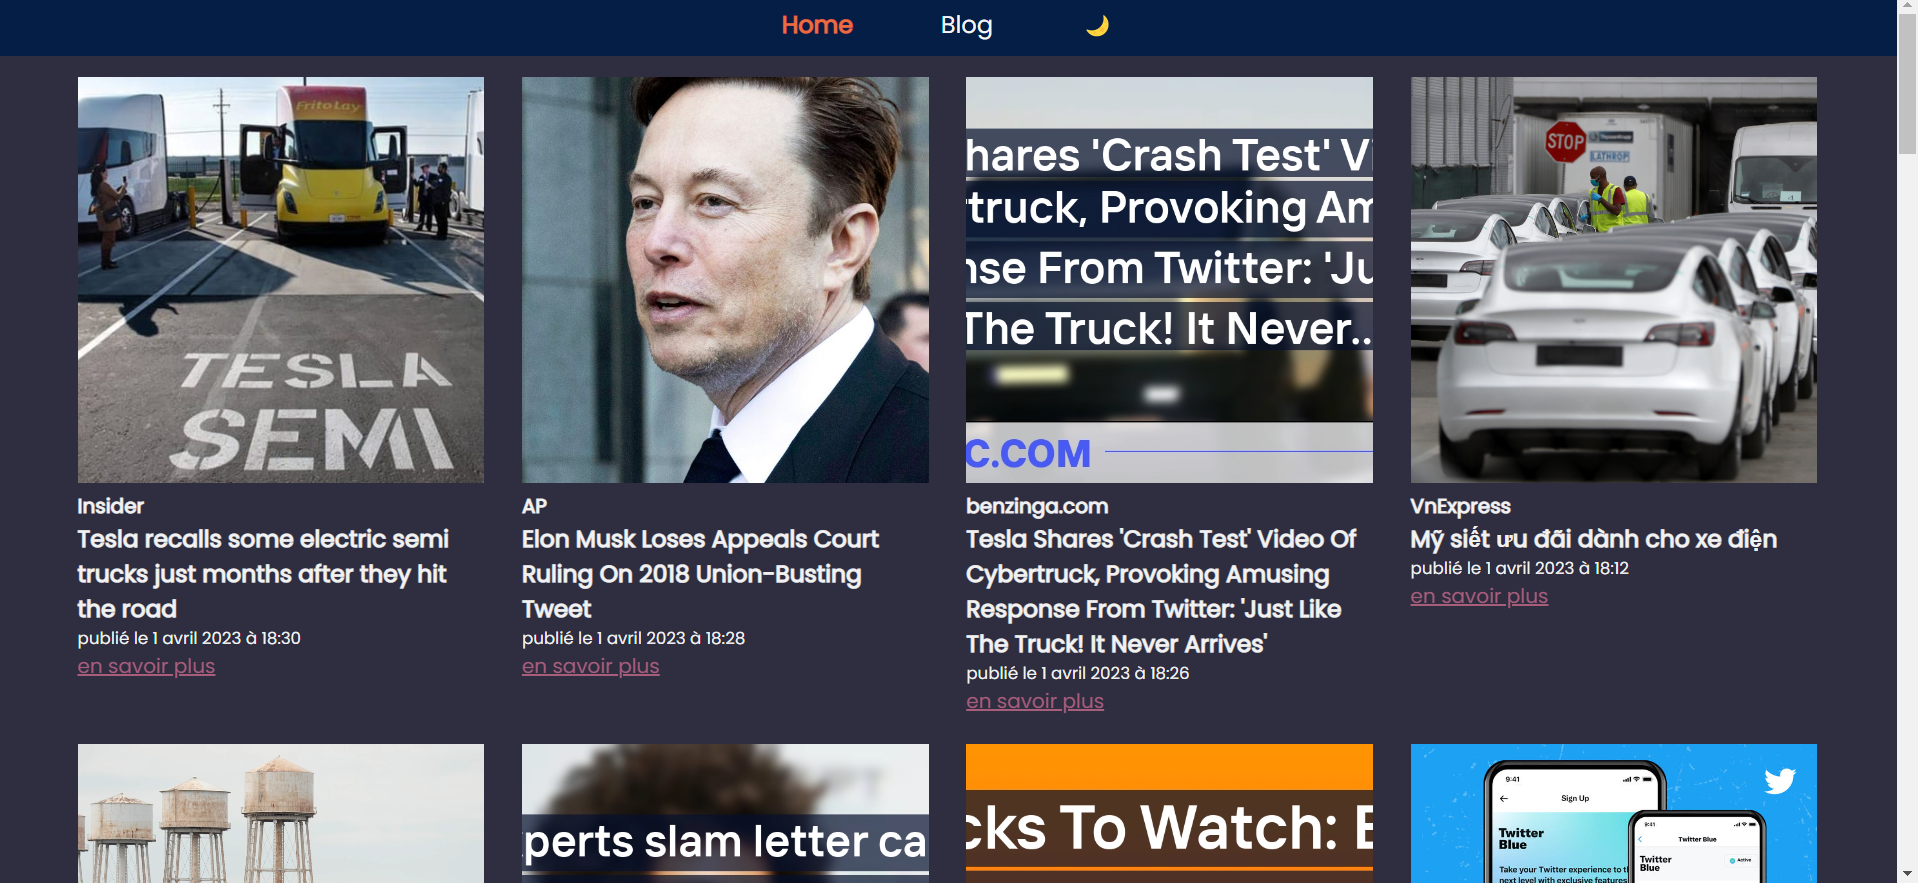 Home
Blog
FritoLay
TESLA
SEMI
hares 'Crash Test' Vi
rtruck, Provoking Am
nse From Twitter: 'Ju
The Truck! It Never..
C.COM
STOP
LATHROP
Insider
Tesla recalls some electric semi
trucks just months after they hit
the road
publié le 1 avril 2023 à 18:30
en savoir plus
AP
Elon Musk Loses Appeals Court
Ruling On 2018 Union-Busting
Tweet
publié le 1 avril 2023 à 18:28
en savoir plus
benzinga.com
Tesla Shares 'Crash Test' Video Of
Cybertruck, Provoking Amusing
Response From Twitter: 'Just Like
The Truck! It Never Arrives'
publié le 1 avril 2023 à 18:26
en savoir plus
VnExpress
Mỹ siết ưu đãi dành cho xe điện
publié le 1 avril 2023 à 18:12
en savoir plus
perts slam letter ca
cks To Watch: E
9:41
Sign Up
Twitter
Blue
Take your Twitter experience to t
next level with exclusive features
9:41
Twitter Blue
Twitter
Blue
Active